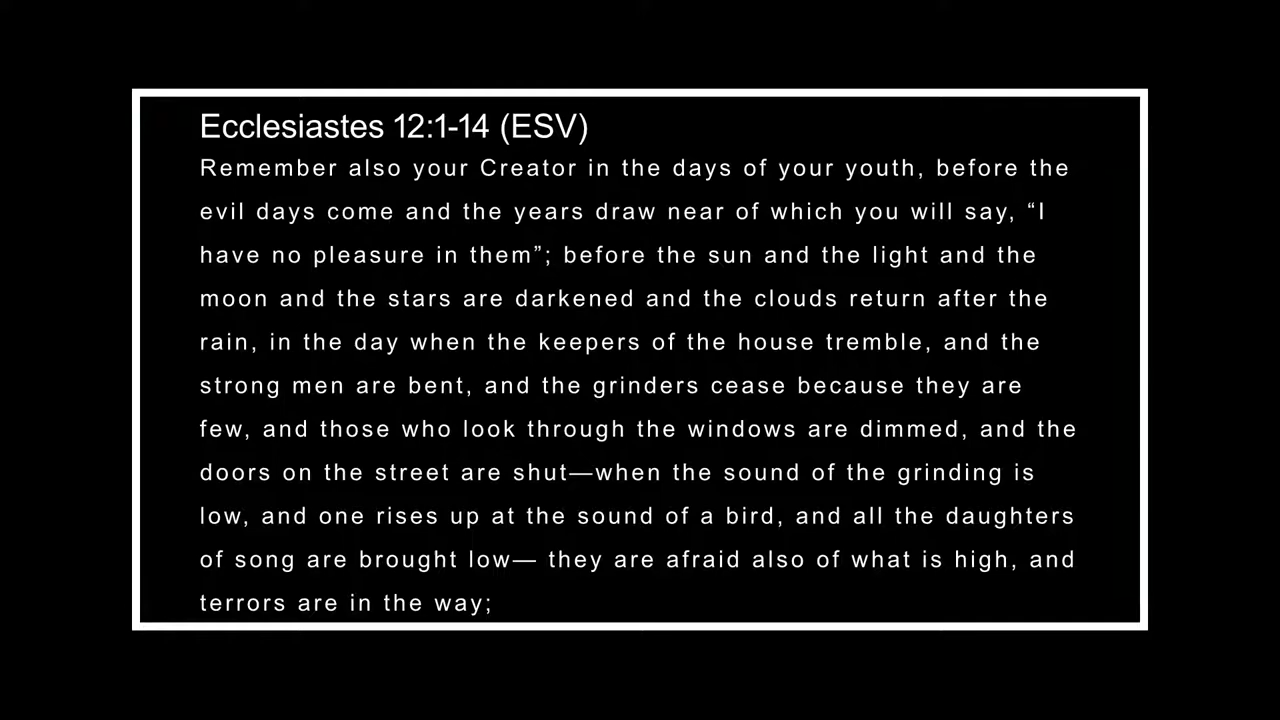 Ecclesiastes 12:1-14 (ESV)
Remember also your Creator in the days of your youth, before the
evil days come and the years draw near of which you will say, “I
have no pleasure in them”; before the sun and the light and the
moon and the stars are darkened and the clouds return after the
rain, in the day when the keepers of the house tremble, and the
strong men are bent, and the grinders cease because they are
few, and those who look through the windows are dimmed, and the
doors on the street are shut—when the sound of the grinding is
low, and one rises up at the sound of a bird, and all the daughters
of song are brought low— they are afraid also of what is high, and
terrors are in the way;